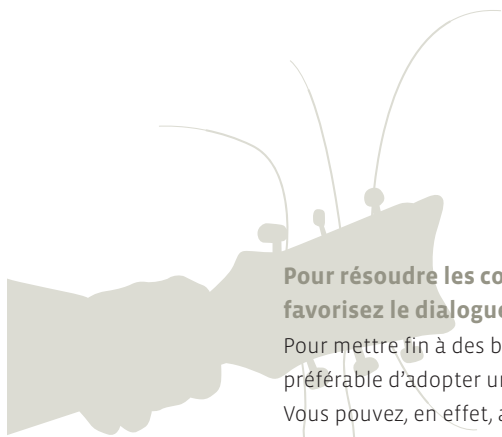 Pour résoudre les
favorisez le dialogue
Pour mettre fin à des
préférable d’adopter
Vous pouvez, en effet,